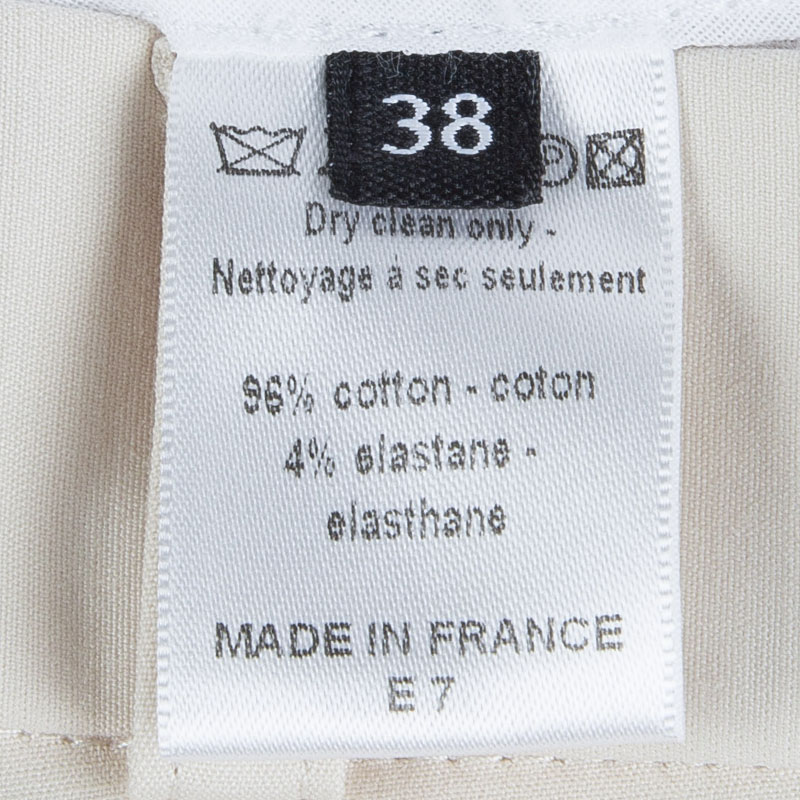 38
P
Dry clean only -
Nettoyage à sec seulement
96% cotton - coton
4% elastane -
elasthane
MADE IN FRANCE
E 7